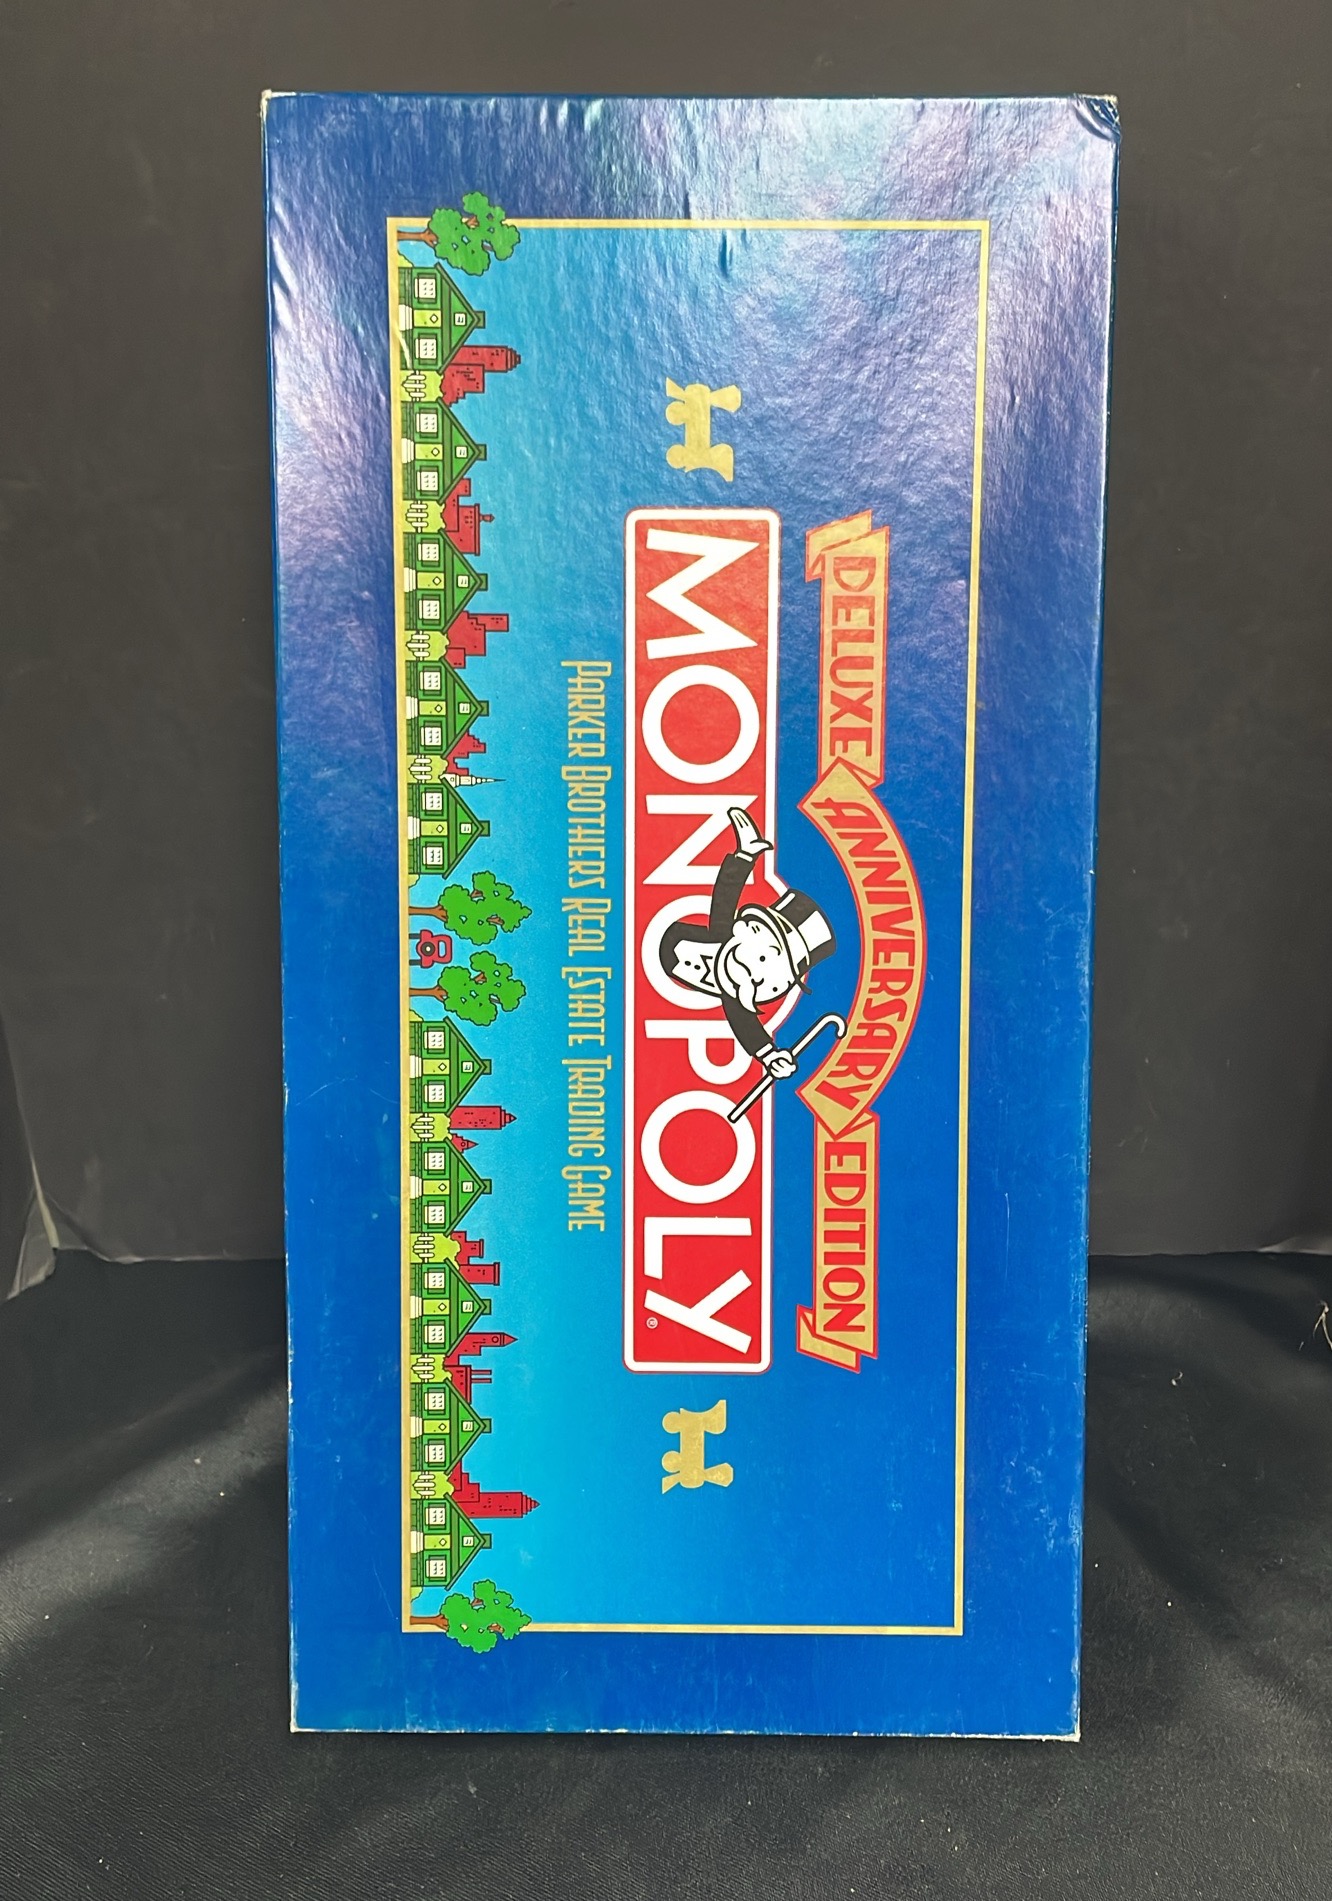 DELUXE ANNIVERSARY EDITION
MONOPOLY®
PARKER BROTHERS REAL ESTATE TRADING GAME